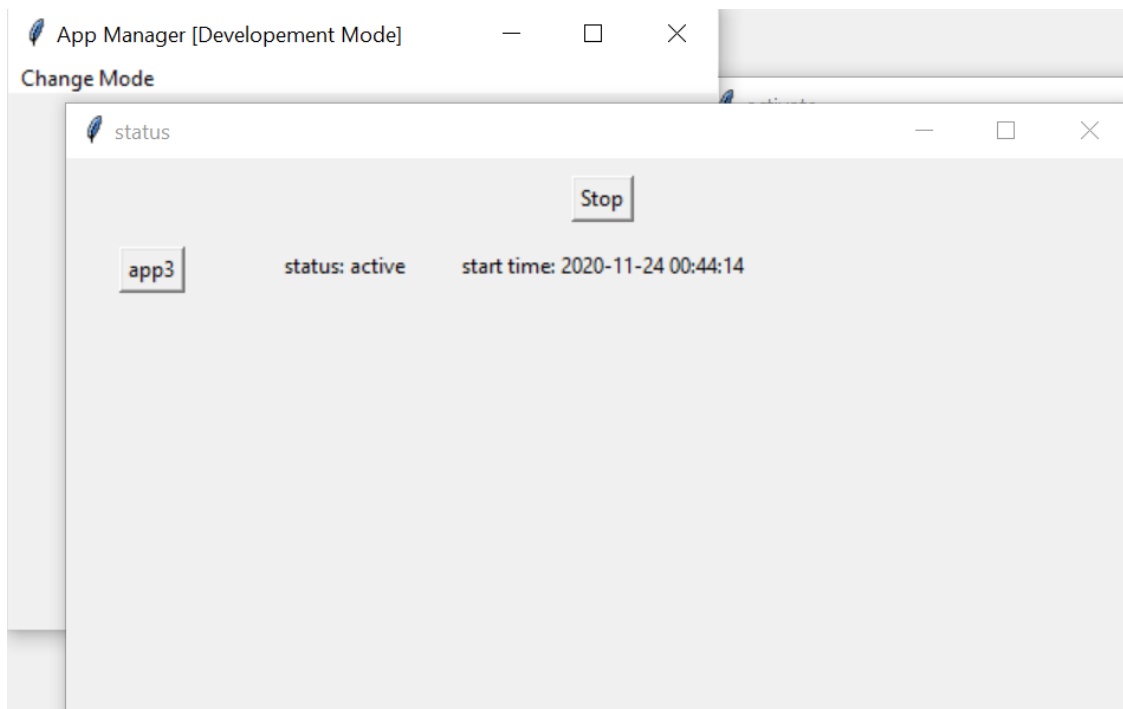 App Manager [Developement Mode]
Change Mode
status
Stop
app3 status: active start time: 2020-11-24 00:44:14